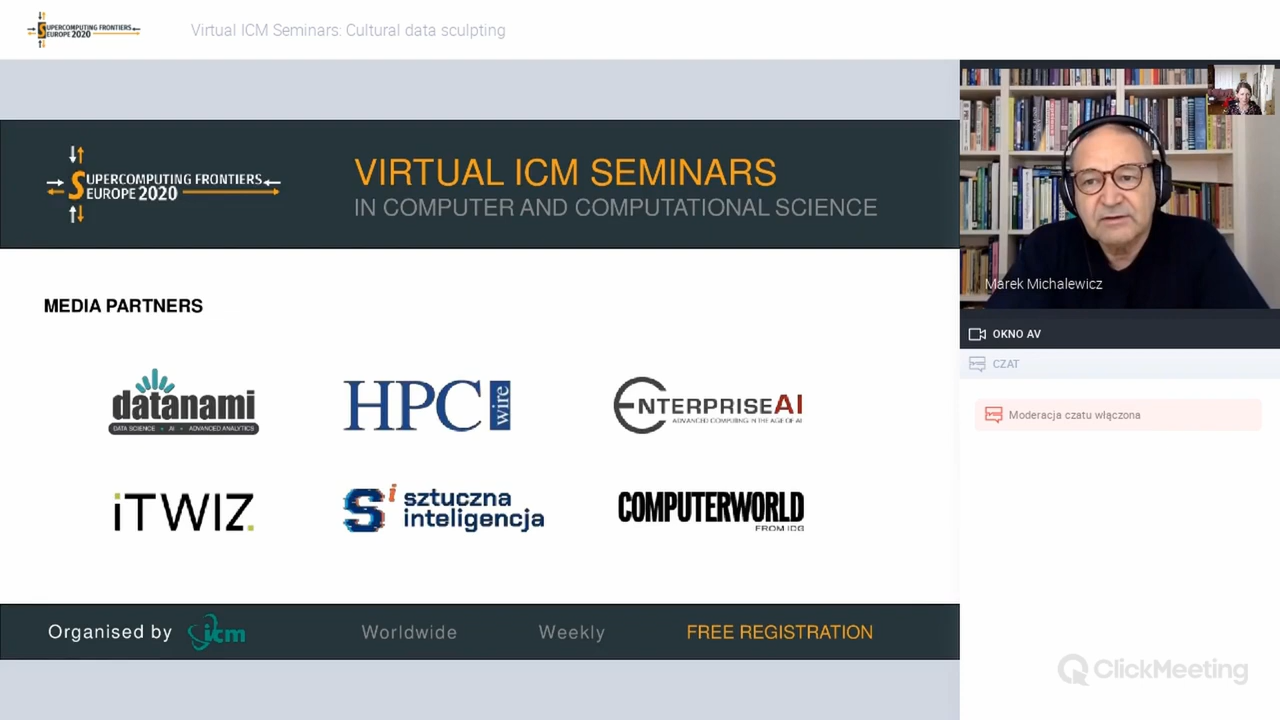 SUPERCOMPUTING FRONTIERS
EUROPE 2020
Virtual ICM Seminars: Cultural data sculpting
SUPERCOMPUTING FRONTIERS
EUROPE 2020
VIRTUAL ICM SEMINARS
IN COMPUTER AND COMPUTATIONAL SCIENCE
MEDIA PARTNERS
datanami
DATA SCIENCE • AI • ADVANCED ANALYTICS
HPC wire
ENTERPRISEAI
ADVANCED COMPUTING IN THE AGE OF AI
iTWIZ.
Si sztuczna
inteligencja
COMPUTERWORLD
FROM IDG
Organised by icm
Worldwide
Weekly
FREE REGISTRATION
Marek Michalewicz
OKNO AV
CZAT
Moderacja czatu włączona
ClickMeeting